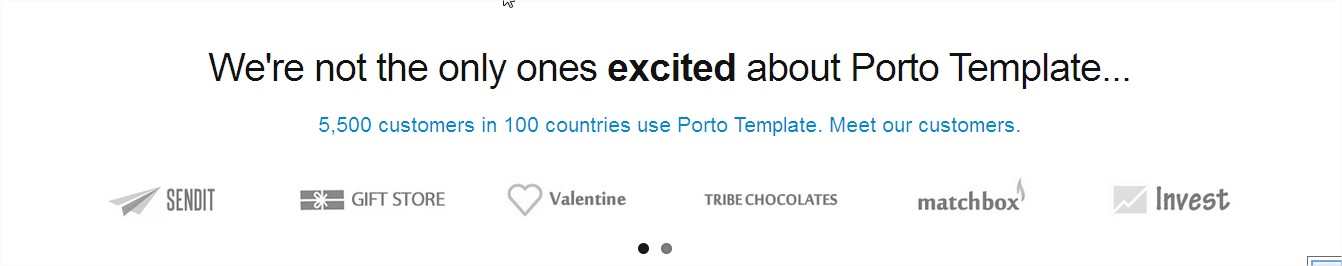 We're not the only ones excited about Porto Template...
5,500 customers in 100 countries use Porto Template. Meet our customers.
SENDIT GIFT STORE Valentine TRIBE CHOCOLATES matchbox Invest